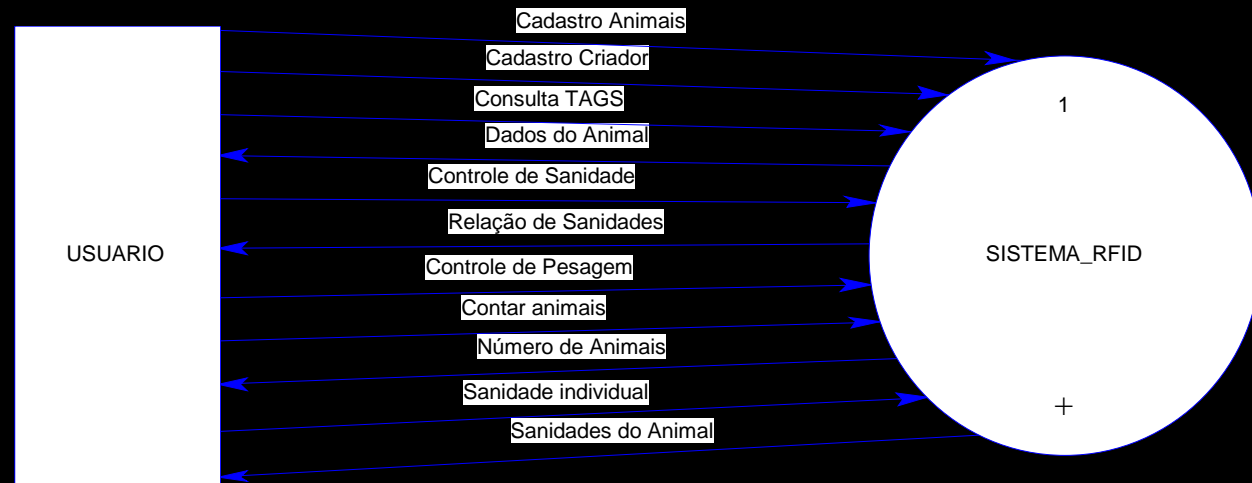 Cadastro Animais
Cadastro Criador
Consulta TAGS
1
Dados do Animal
Controle de Sanidade
Relação de Sanidades
USUARIO
SISTEMA_RFID
Controle de Pesagem
Contar animais
Número de Animais
Sanidade individual
+
Sanidades do Animal